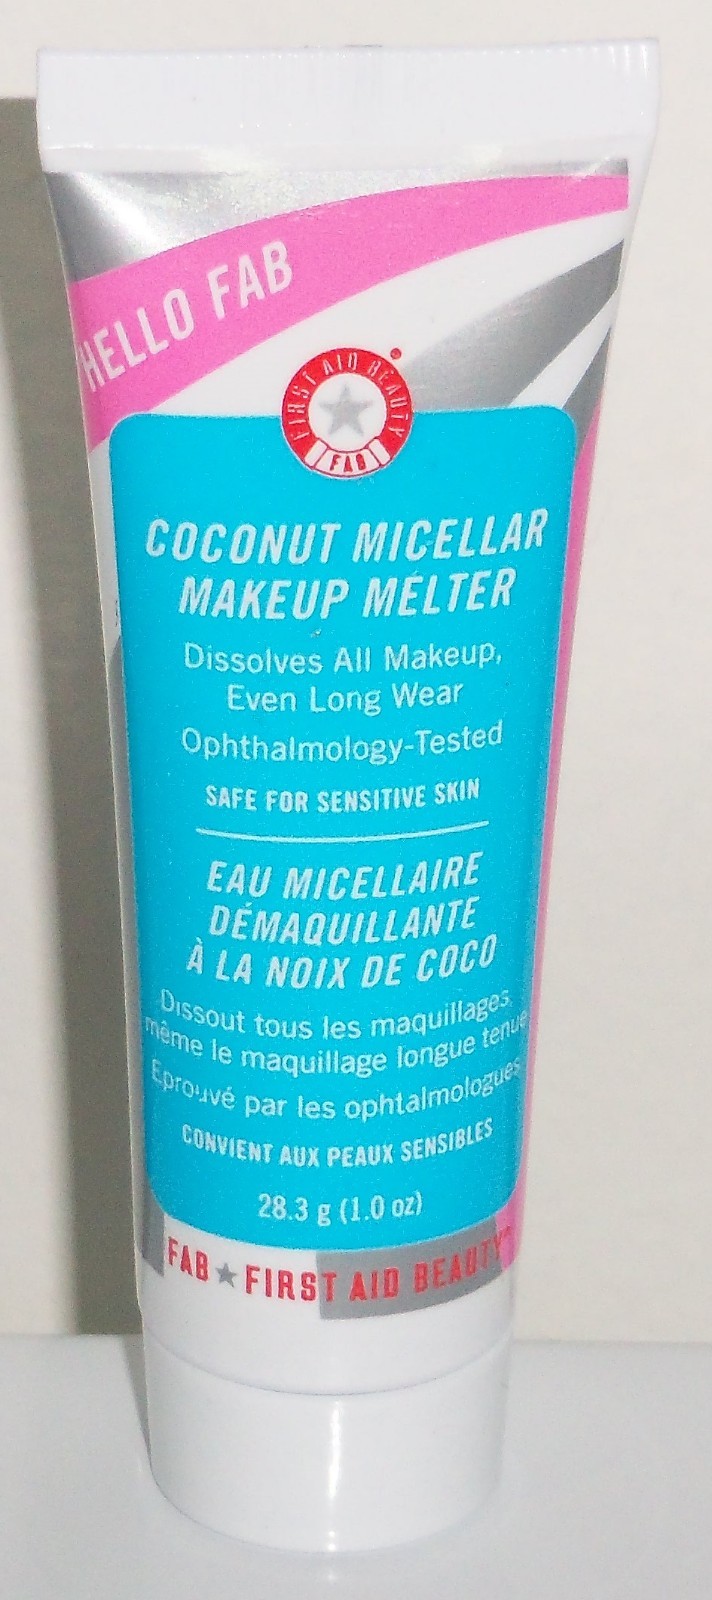 HELLO FAB
FIRST AID BEAUTY
FAB
COCONUT MICELLAR
MAKEUP MELTER
Dissolves All Makeup,
Even Long Wear
Ophthalmology-Tested
SAFE FOR SENSITIVE SKIN
EAU MICELLAIRE
DÉMAQUILLANTE
À LA NOIX DE COCO
Dissout tous les maquillages,
même le maquillage longue tenue
Éprouvé par les ophtalmologues
CONVIENT AUX PEAUX SENSIBLES
28.3 g (1.0 oz)
FAB★FIRST AID BEAUTY